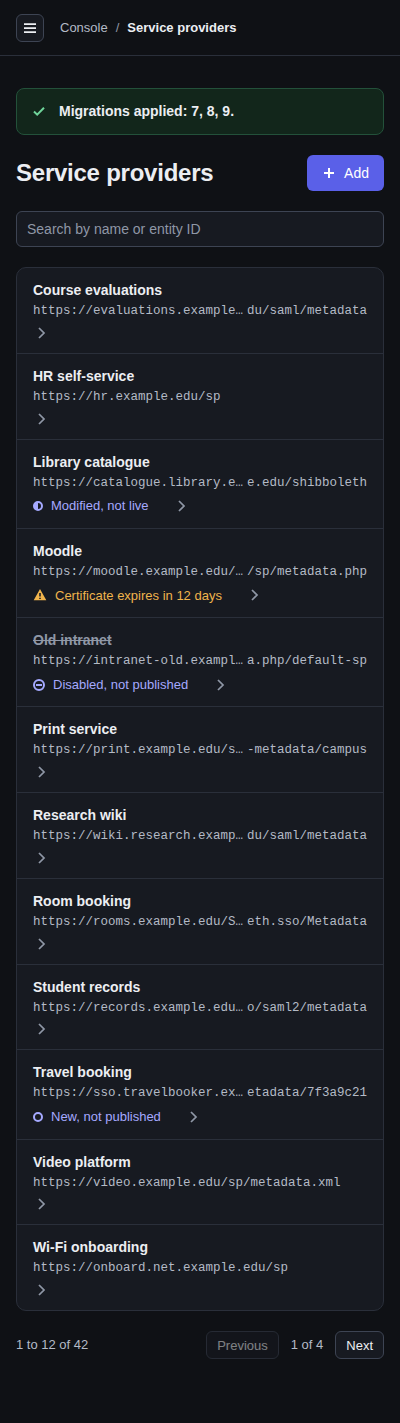 Console / Service providers
Migrations applied: 7, 8, 9.
Service providers
Add
Search by name or entity ID
Course evaluations
https://evaluations.example… du/saml/metadata
HR self-service
https://hr.example.edu/sp
Library catalogue
https://catalogue.library.e… e.edu/shibboleth
Modified, not live
Moodle
https://moodle.example.edu/… /sp/metadata.php
Certificate expires in 12 days
Old intranet
https://intranet-old.exampl… a.php/default-sp
Disabled, not published
Print service
https://print.example.edu/s… -metadata/campus
Research wiki
https://wiki.research.examp… du/saml/metadata
Room booking
https://rooms.example.edu/S… eth.sso/Metadata
Student records
https://records.example.edu… o/saml2/metadata
Travel booking
https://sso.travelbooker.ex… etadata/7f3a9c21
New, not published
Video platform
https://video.example.edu/sp/metadata.xml
Wi-Fi onboarding
https://onboard.net.example.edu/sp
1 to 12 of 42 Previous 1 of 4 Next